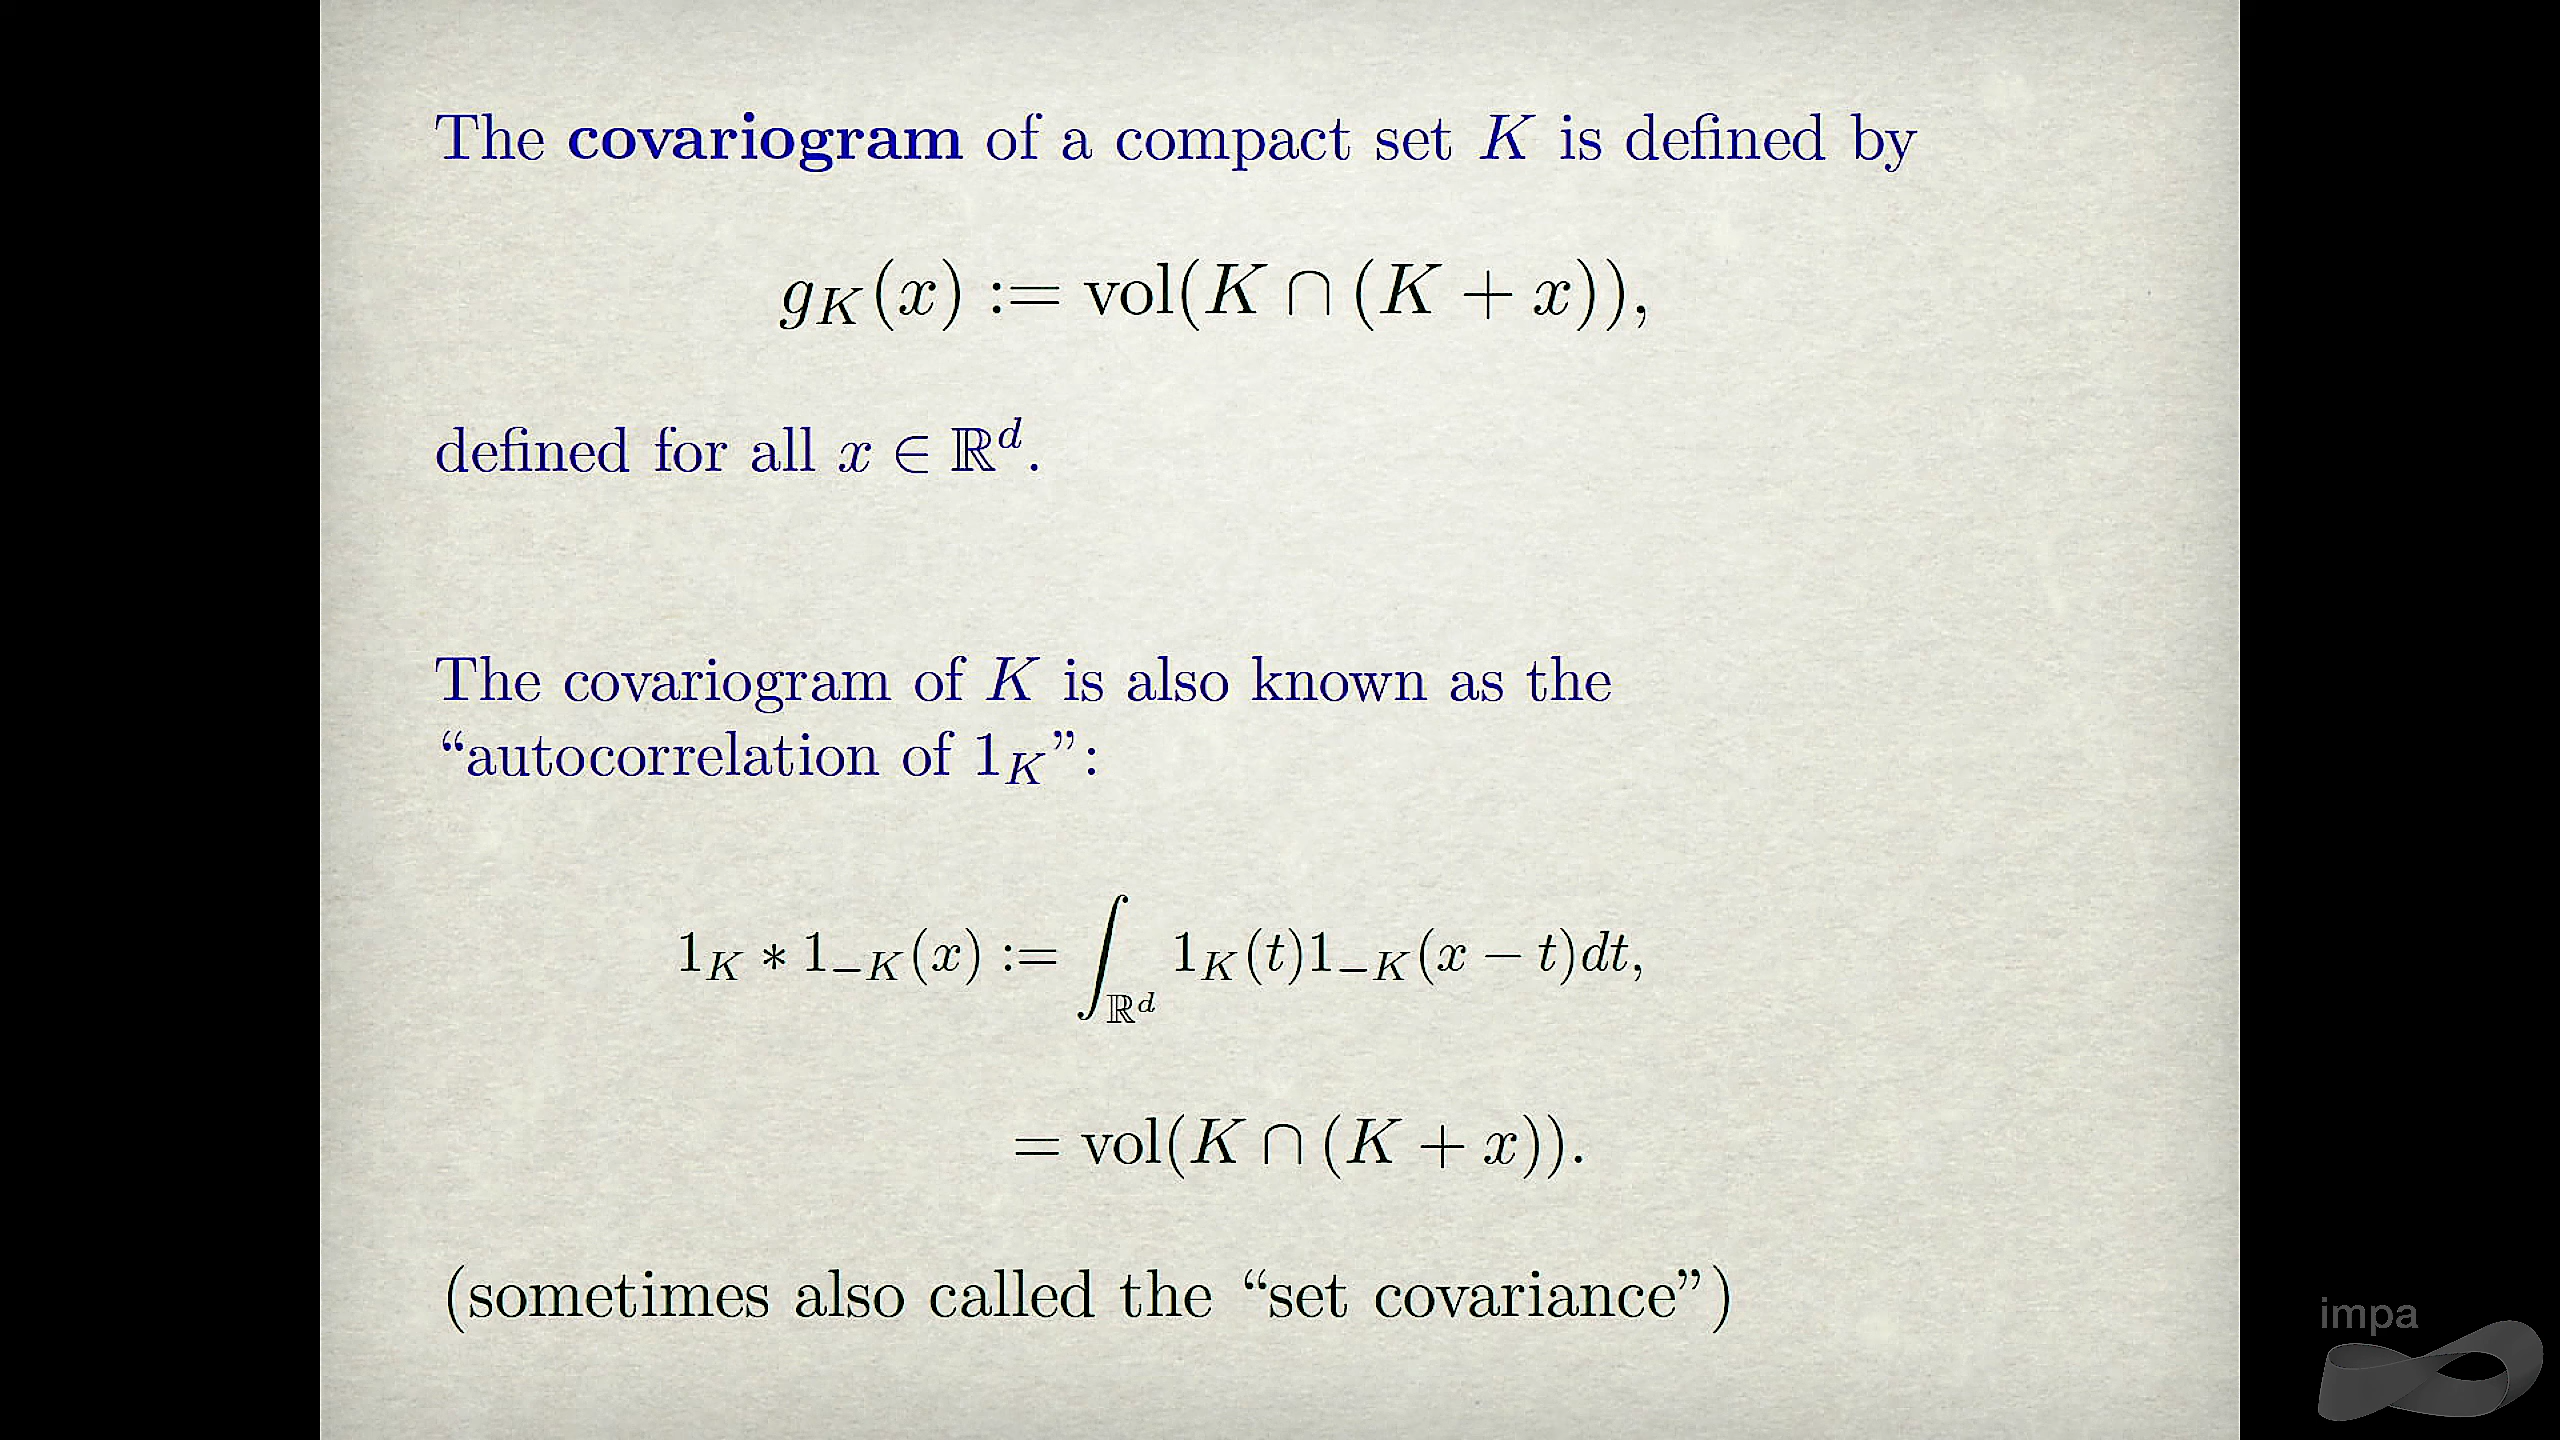 The covariogram of a compact set K is defined by
g_K(x) := vol(K ∩ (K + x)),
defined for all x ∈ ℝ^d.
The covariogram of K is also known as the
“autocorrelation of 1_K”:
1_K * 1_{−K}(x) := ∫_{ℝ^d} 1_K(t)1_{−K}(x − t)dt,
= vol(K ∩ (K + x)).
(sometimes also called the “set covariance”)
impa